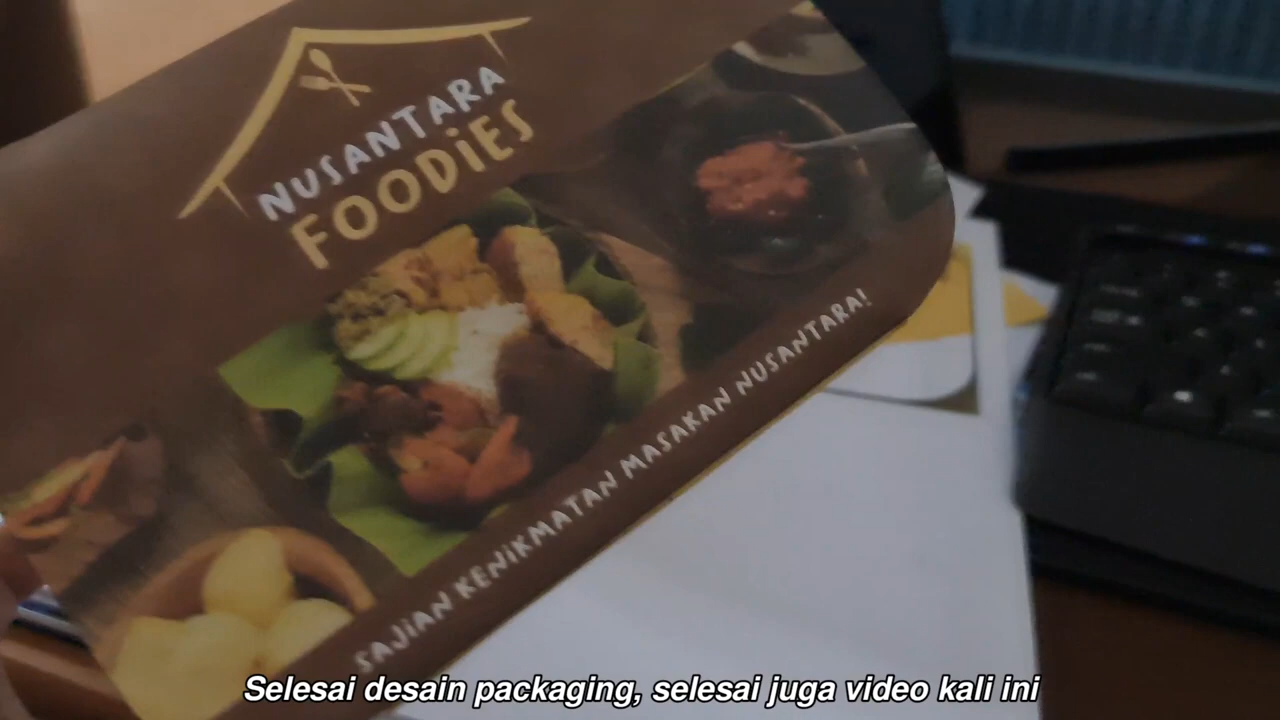 NUSANTARA
FOODiES
SAJiAN KENiKMATAN MASAKAN NUSANTARA!
Selesai desain packaging, selesai juga video kali ini